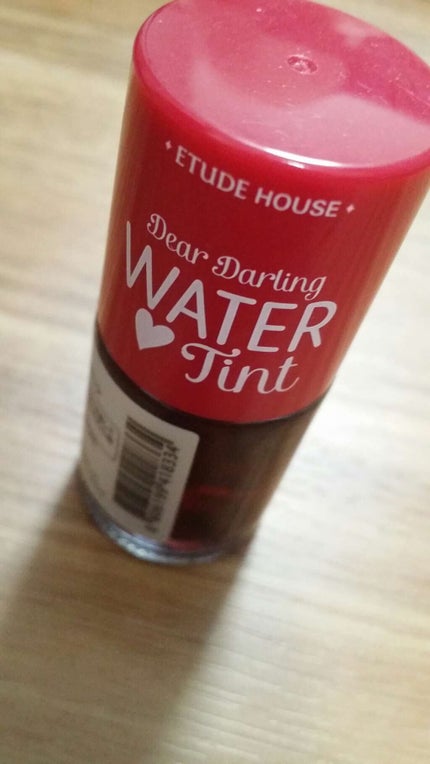 ETUDE HOUSE
Dear Darling
WATER
Tint